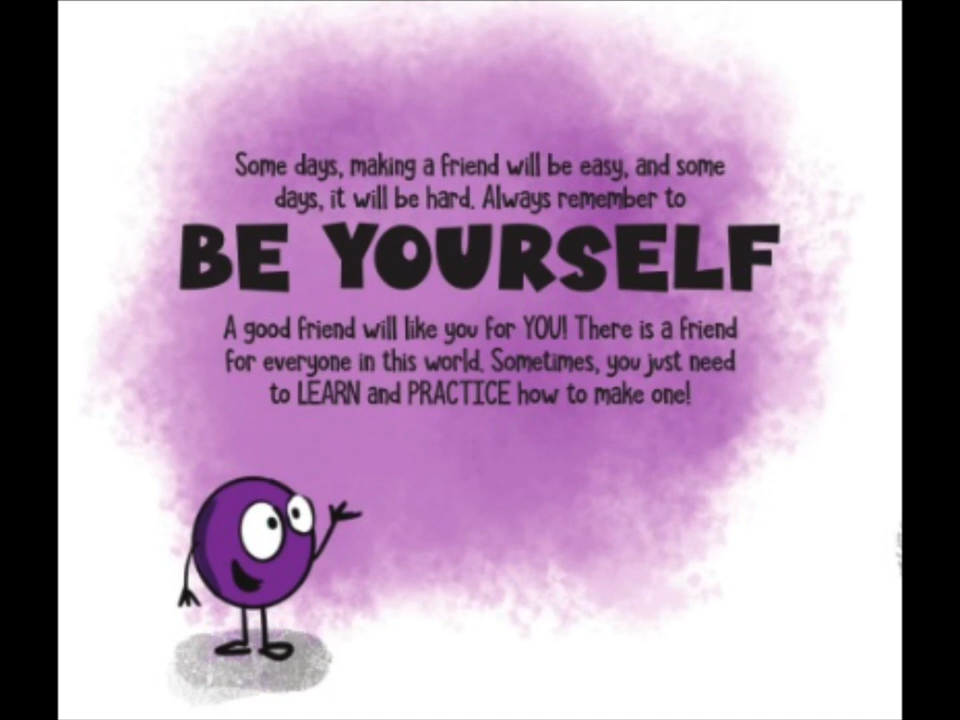 Some days, making a friend will be easy, and some
days, it will be hard. Always remember to
BE YOURSELF
A good friend will like you for YOU! There is a friend
for everyone in this world. Sometimes, you just need
to LEARN and PRACTICE how to make one!